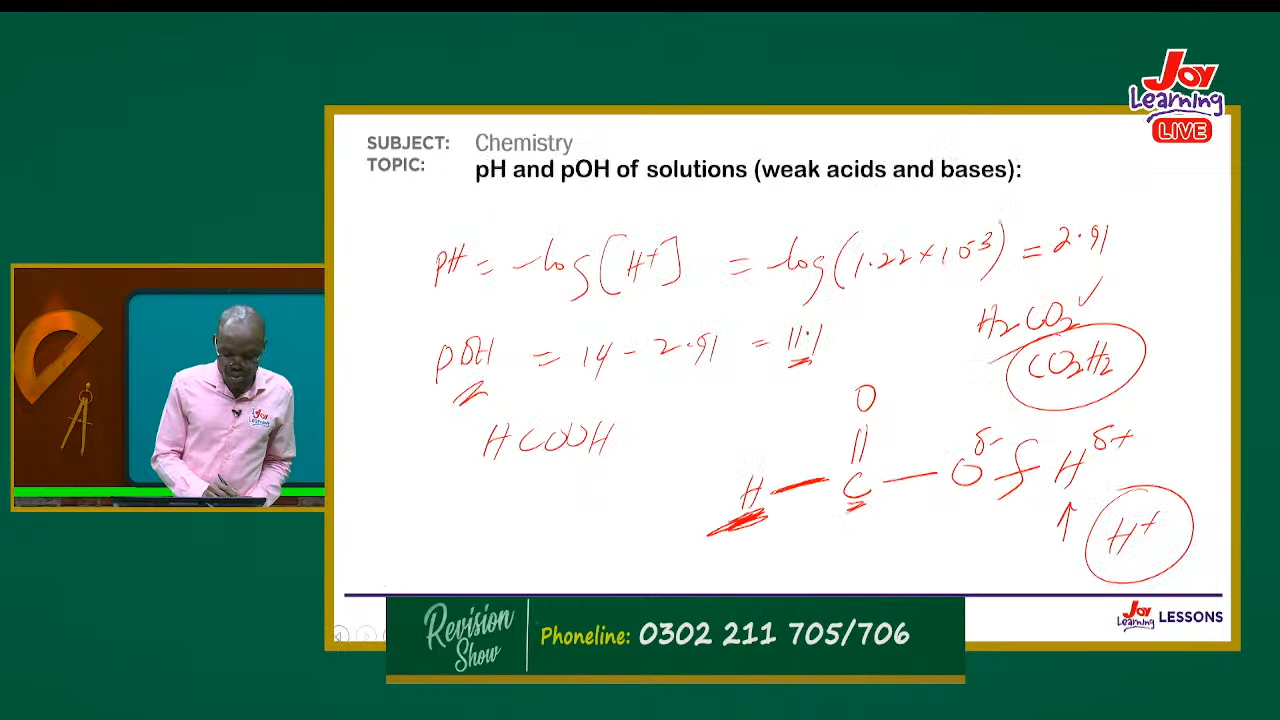 Joy
Learning
LIVE
SUBJECT: Chemistry
TOPIC: pH and pOH of solutions (weak acids and bases):
pH = -log [H+] = -log (1.22 x 10-3) = 2.91
pOH = 14 - 2.91 = 11.1
H2CO2 ✓
CO2H2
HCOOH
O
H - C - O δ- H δ+
H+
Joy Learning LESSONS
Revision Show
Phoneline: 0302 211 705/706